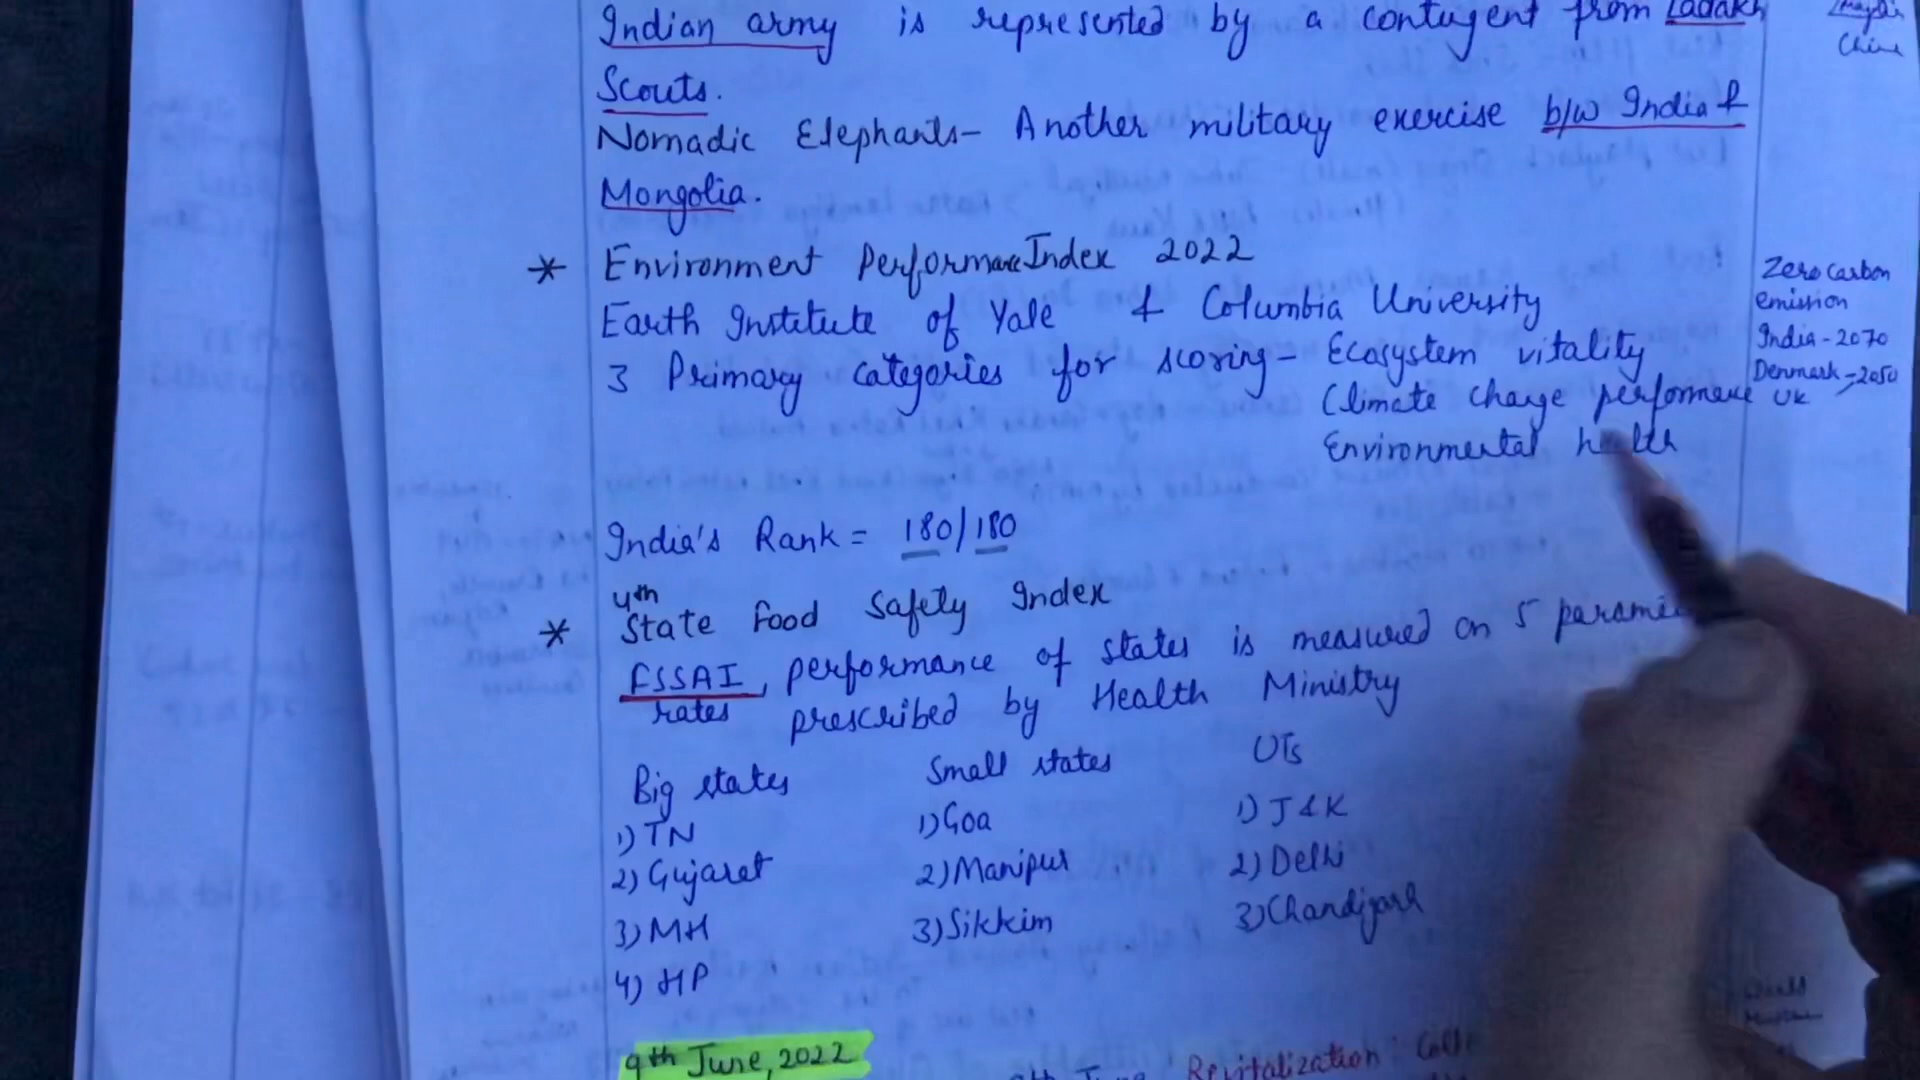 Indian army is represented by a contugent from Ladakh
Scouts.
Nomadic Elephants- Another military exercise b/w India &
Mongolia.
* Environment Performance Index 2022
Earth Institute of Yale & Columbia University
3 Primary categories for scoring- Ecosystem vitality
Climate change performance
Environmental health
Chine
Zero carbon
emission
India-2070
Denmark-2050
UK
India's Rank = 180/180
* 4th
State Food Safety Index
FSSAI, performance of states is measured on 5
rates prescribed by Health Ministry
Big states Small states UTs
1) TN 1) Goa 1) J&K
2) Gujarat 2) Manipur 2) Delhi
3) MH 3) Sikkim 3) Chandigarh
4) HP
9th June, 2022
June Revitalization